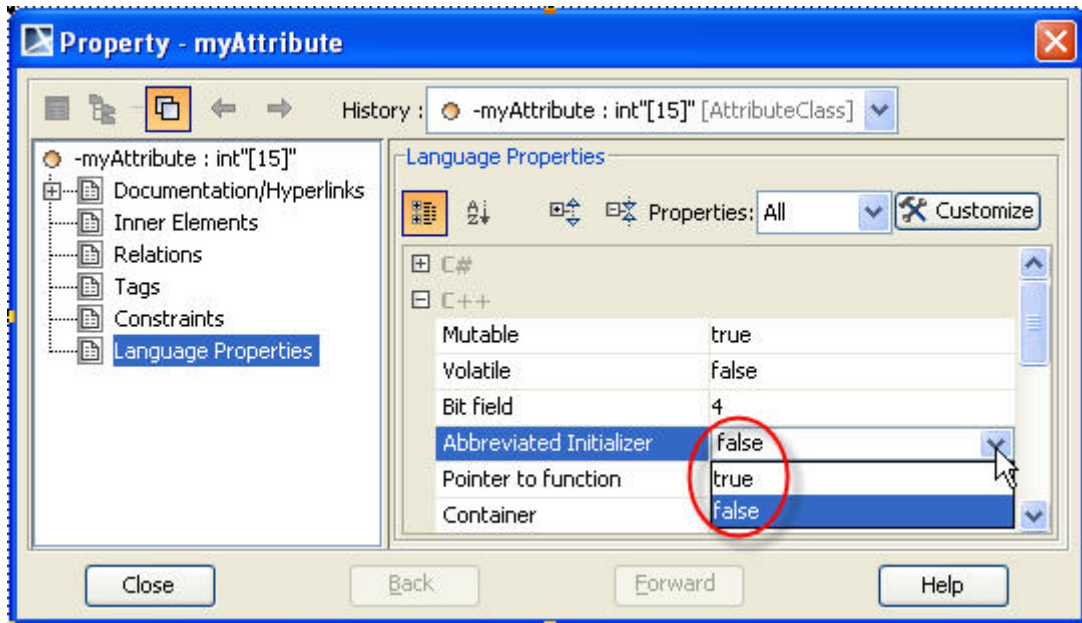 Property - myAttribute
History : -myAttribute : int"[15]" [AttributeClass]
-myAttribute : int"[15]"
Documentation/Hyperlinks
Inner Elements
Relations
Tags
Constraints
Language Properties
Language Properties
Properties: All Customize
C#
C++
Mutable true
Volatile false
Bit field 4
Abbreviated Initializer false
Pointer to function true
Container false
Close Back Forward Help